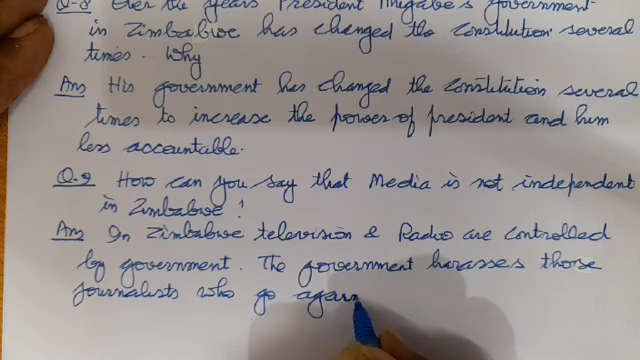 Q-8 Over the years President Mugabe's government
in Zimbabwe has changed the constitution several
times. Why
Ans His government has changed the constitution several
times to increase the power of president and him
less accountable.
Q-9 How can you say that Media is not independent
in Zimbabwe?
Ans In Zimbabwe television & Radio are controlled
by government. The government harasses those
journalists who go again